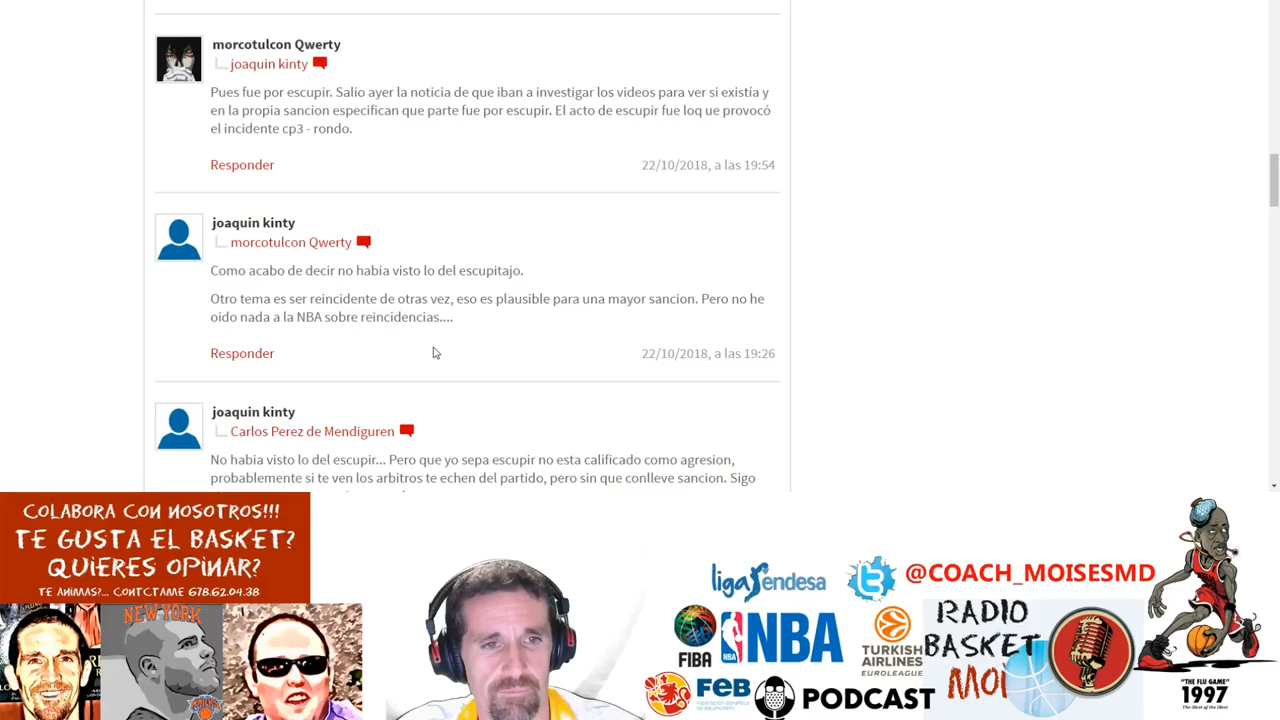 morcotulcon Qwerty
joaquin kinty
Pues fue por escupir. Salio ayer la noticia de que iban a investigar los videos para ver si existía y
en la propia sancion especifican que parte fue por escupir. El acto de escupir fue loq ue provocó
el incidente cp3 - rondo.
Responder
22/10/2018, a las 19:54
joaquin kinty
morcotulcon Qwerty
Como acabo de decir no habia visto lo del escupitajo.
Otro tema es ser reincidente de otras vez, eso es plausible para una mayor sancion. Pero no he
oido nada a la NBA sobre reincidencias....
Responder
22/10/2018, a las 19:26
joaquin kinty
Carlos Perez de Mendiguren
No habia visto lo del escupir... Pero que yo sepa escupir no esta calificado como agresion,
probablemente si te ven los arbitros te echen del partido, pero sin que conlleve sancion. Sigo
COLABORA CON NOSOTROS!!!
TE GUSTA EL BASKET?
QUIERES OPINAR?
TE ANIMAS?... CONTCTAME 678.62.04.38
NEW YORK
liga endesa
@COACH_MOISESMD
FIBA
NBA
NBA
TURKISH
AIRLINES
EUROLEAGUE
FEB
PODCAST
RADIO
BASKET
MOI
"THE FLU GAME"
1997